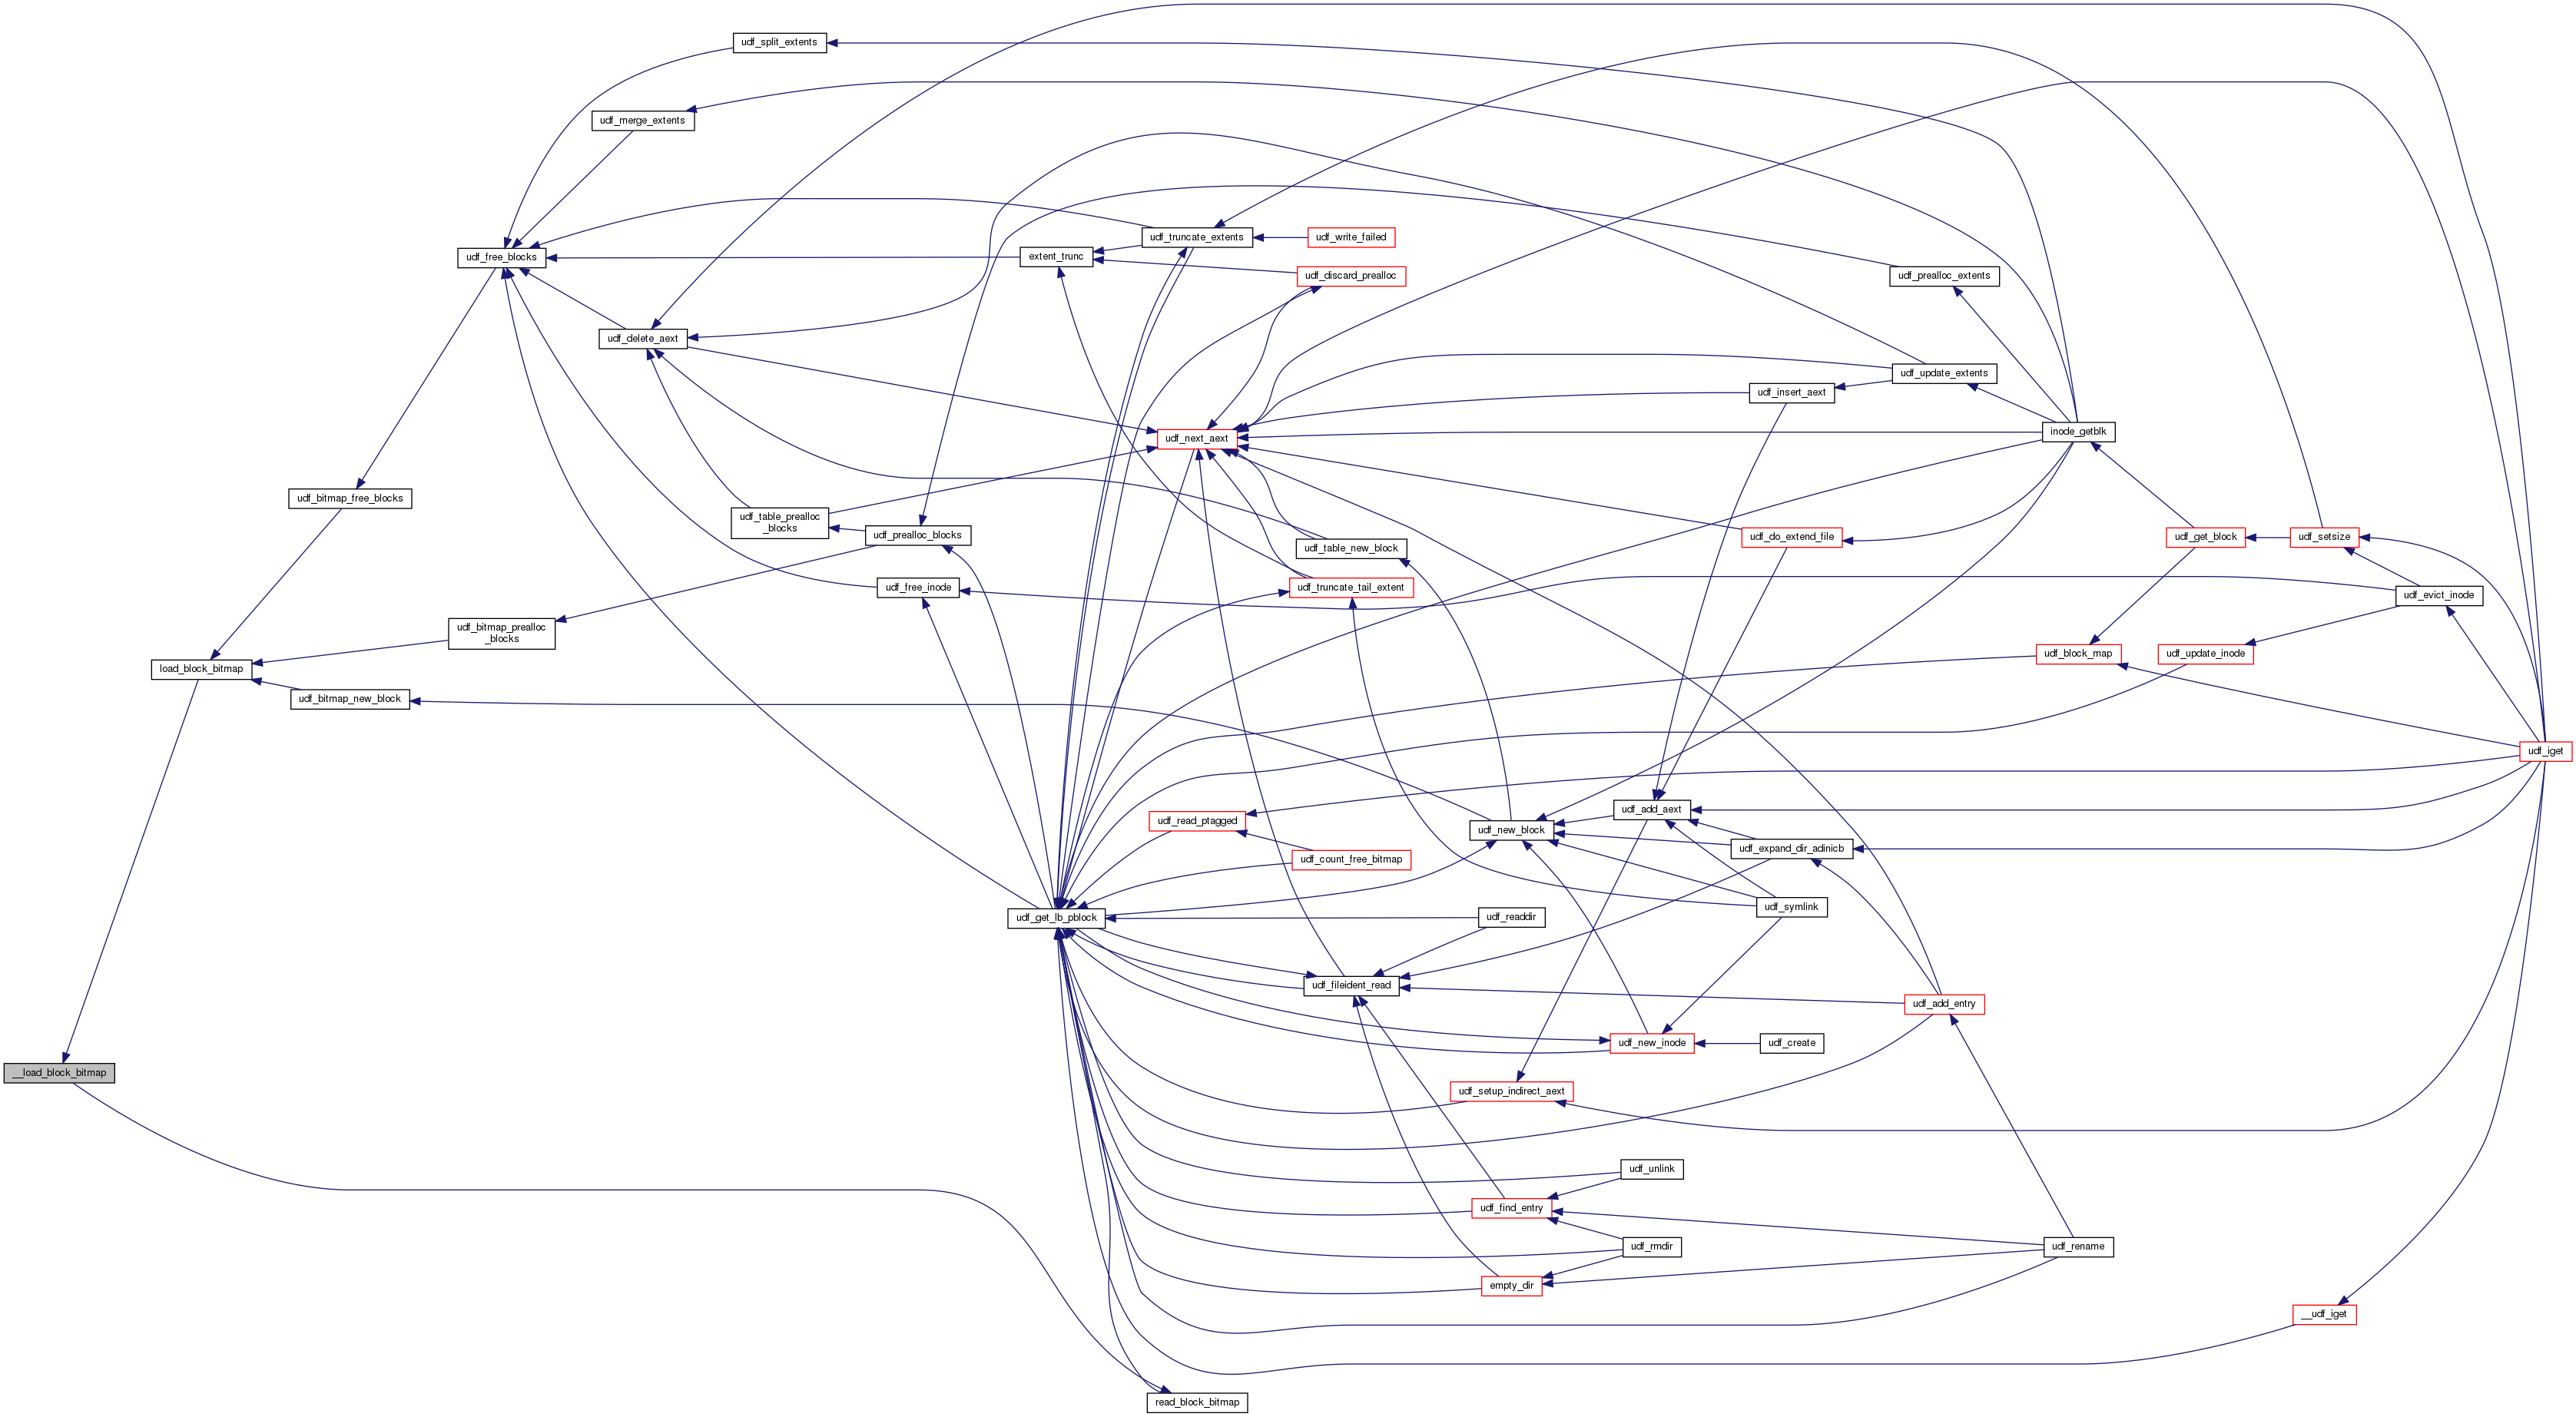 udf_split_extents
udf_merge_extents
udf_free_blocks
udf_truncate_extents
udf_write_failed
extent_trunc
udf_discard_prealloc
udf_prealloc_extents
udf_delete_aext
udf_update_extents
udf_insert_aext
udf_next_aext
inode_getblk
udf_bitmap_free_blocks
udf_table_prealloc
_blocks
udf_prealloc_blocks
udf_table_new_block
udf_do_extend_file
udf_get_block
udf_setsize
udf_free_inode
udf_truncate_tail_extent
udf_evict_inode
udf_bitmap_prealloc
_blocks
load_block_bitmap
udf_block_map
udf_update_inode
udf_bitmap_new_block
udf_iget
udf_read_ptagged
udf_new_block
udf_add_aext
udf_count_free_bitmap
udf_expand_dir_adinicb
udf_get_lb_pblock
udf_readdir
udf_symlink
udf_fileident_read
udf_add_entry
udf_new_inode
udf_create
__load_block_bitmap
udf_setup_indirect_aext
udf_unlink
udf_find_entry
udf_rmdir
udf_rename
empty_dir
__udf_iget
read_block_bitmap